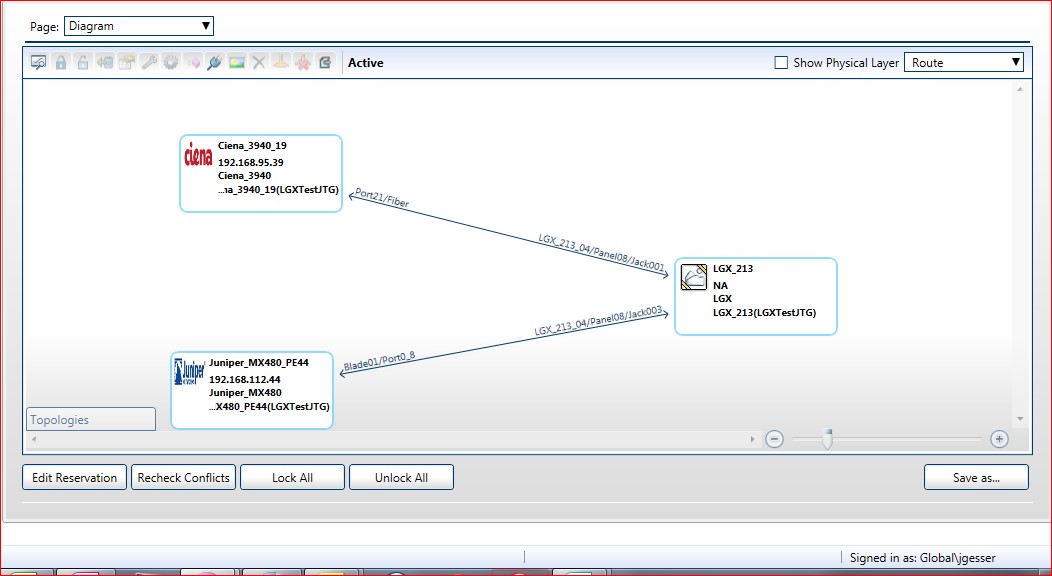 Page: Diagram
Active
Show Physical Layer Route
ciena
Ciena_3940_19
192.168.95.39
Ciena_3940
...na_3940_19(LGXTestJTG)
Port21/Fiber
LGX_213_04/Panel08/Jack001
LGX_213
NA
LGX
LGX_213(LGXTestJTG)
LGX_213_04/Panel08/Jack003
Blade01/Port0_8
Juniper
Juniper_MX480_PE44
192.168.112.44
Juniper_MX480
...X480_PE44(LGXTestJTG)
Topologies
Edit Reservation Recheck Conflicts Lock All Unlock All Save as...
Signed in as: Global\jgesser